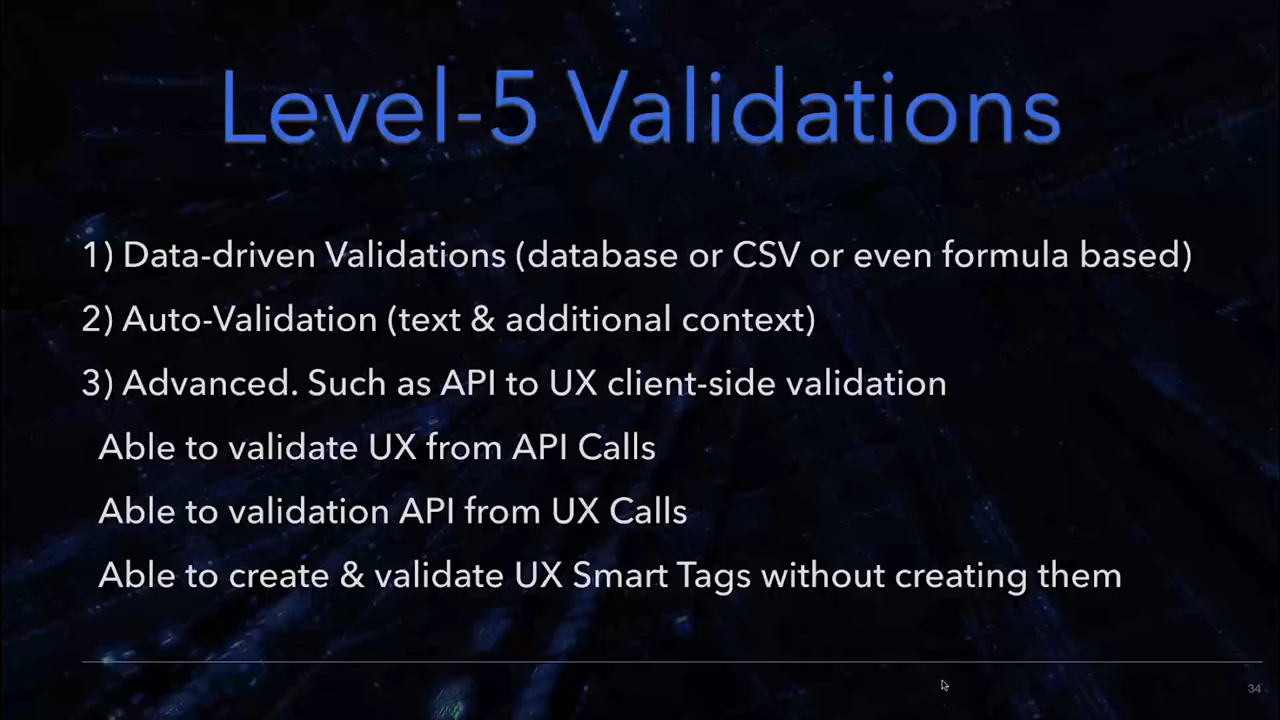 Level-5 Validations
1) Data-driven Validations (database or CSV or even formula based)
2) Auto-Validation (text & additional context)
3) Advanced. Such as API to UX client-side validation
Able to validate UX from API Calls
Able to validation API from UX Calls
Able to create & validate UX Smart Tags without creating them
34